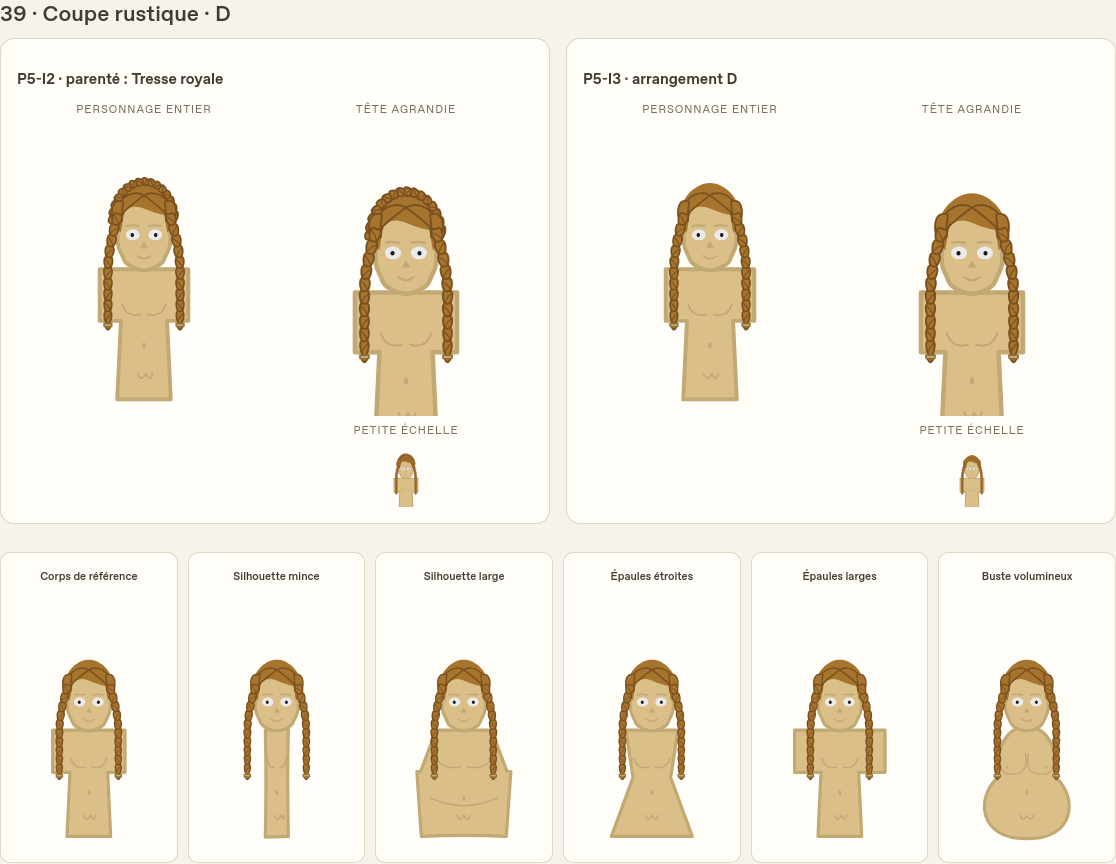 39 · Coupe rustique · D
P5-I2 · parenté : Tresse royale
PERSONNAGE ENTIER
TÊTE AGRANDIE
PETITE ÉCHELLE
P5-I3 · arrangement D
PERSONNAGE ENTIER
TÊTE AGRANDIE
PETITE ÉCHELLE
Corps de référence
Silhouette mince
Silhouette large
Épaules étroites
Épaules larges
Buste volumineux